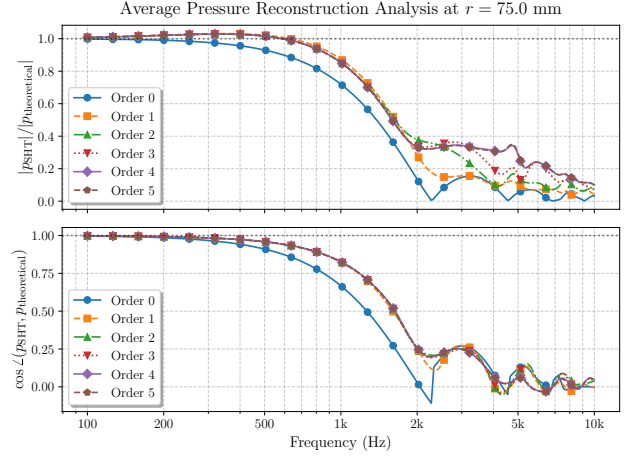 Average Pressure Reconstruction Analysis at r = 75.0 mm
|p_SHT|/|p_theoretical|
1.0
0.8
0.6
0.4
0.2
0.0
Order 0
Order 1
Order 2
Order 3
Order 4
Order 5
cos ∠(p_SHT, p_theoretical)
1.00
0.75
0.50
0.25
0.00
Order 0
Order 1
Order 2
Order 3
Order 4
Order 5
100 200 500 1k 2k 5k 10k
Frequency (Hz)